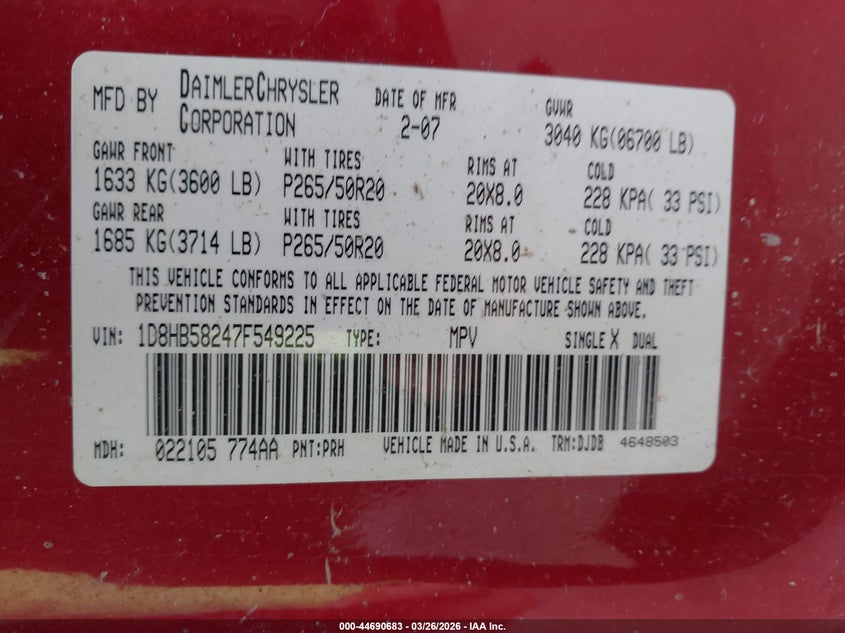 MFD BY DAIMLERCHRYSLER CORPORATION DATE OF MFR 2-07 GVWR 3040 KG(06700 LB)
GAWR FRONT WITH TIRES RIMS AT COLD
1633 KG(3600 LB) P265/50R20 20X8.0 228 KPA( 33 PSI)
GAWR REAR WITH TIRES RIMS AT COLD
1685 KG(3714 LB) P265/50R20 20X8.0 228 KPA( 33 PSI)
THIS VEHICLE CONFORMS TO ALL APPLICABLE FEDERAL MOTOR VEHICLE SAFETY AND THEFT
PREVENTION STANDARDS IN EFFECT ON THE DATE OF MANUFACTURE SHOWN ABOVE.
VIN: 1D8HB58247F549225 TYPE: MPV SINGLE X DUAL
MDH: 022105 774AA PNT:PRH VEHICLE MADE IN U.S.A. TRM:DJDB 4648503
000-44690683 | 03/26/2026 - IAA Inc.